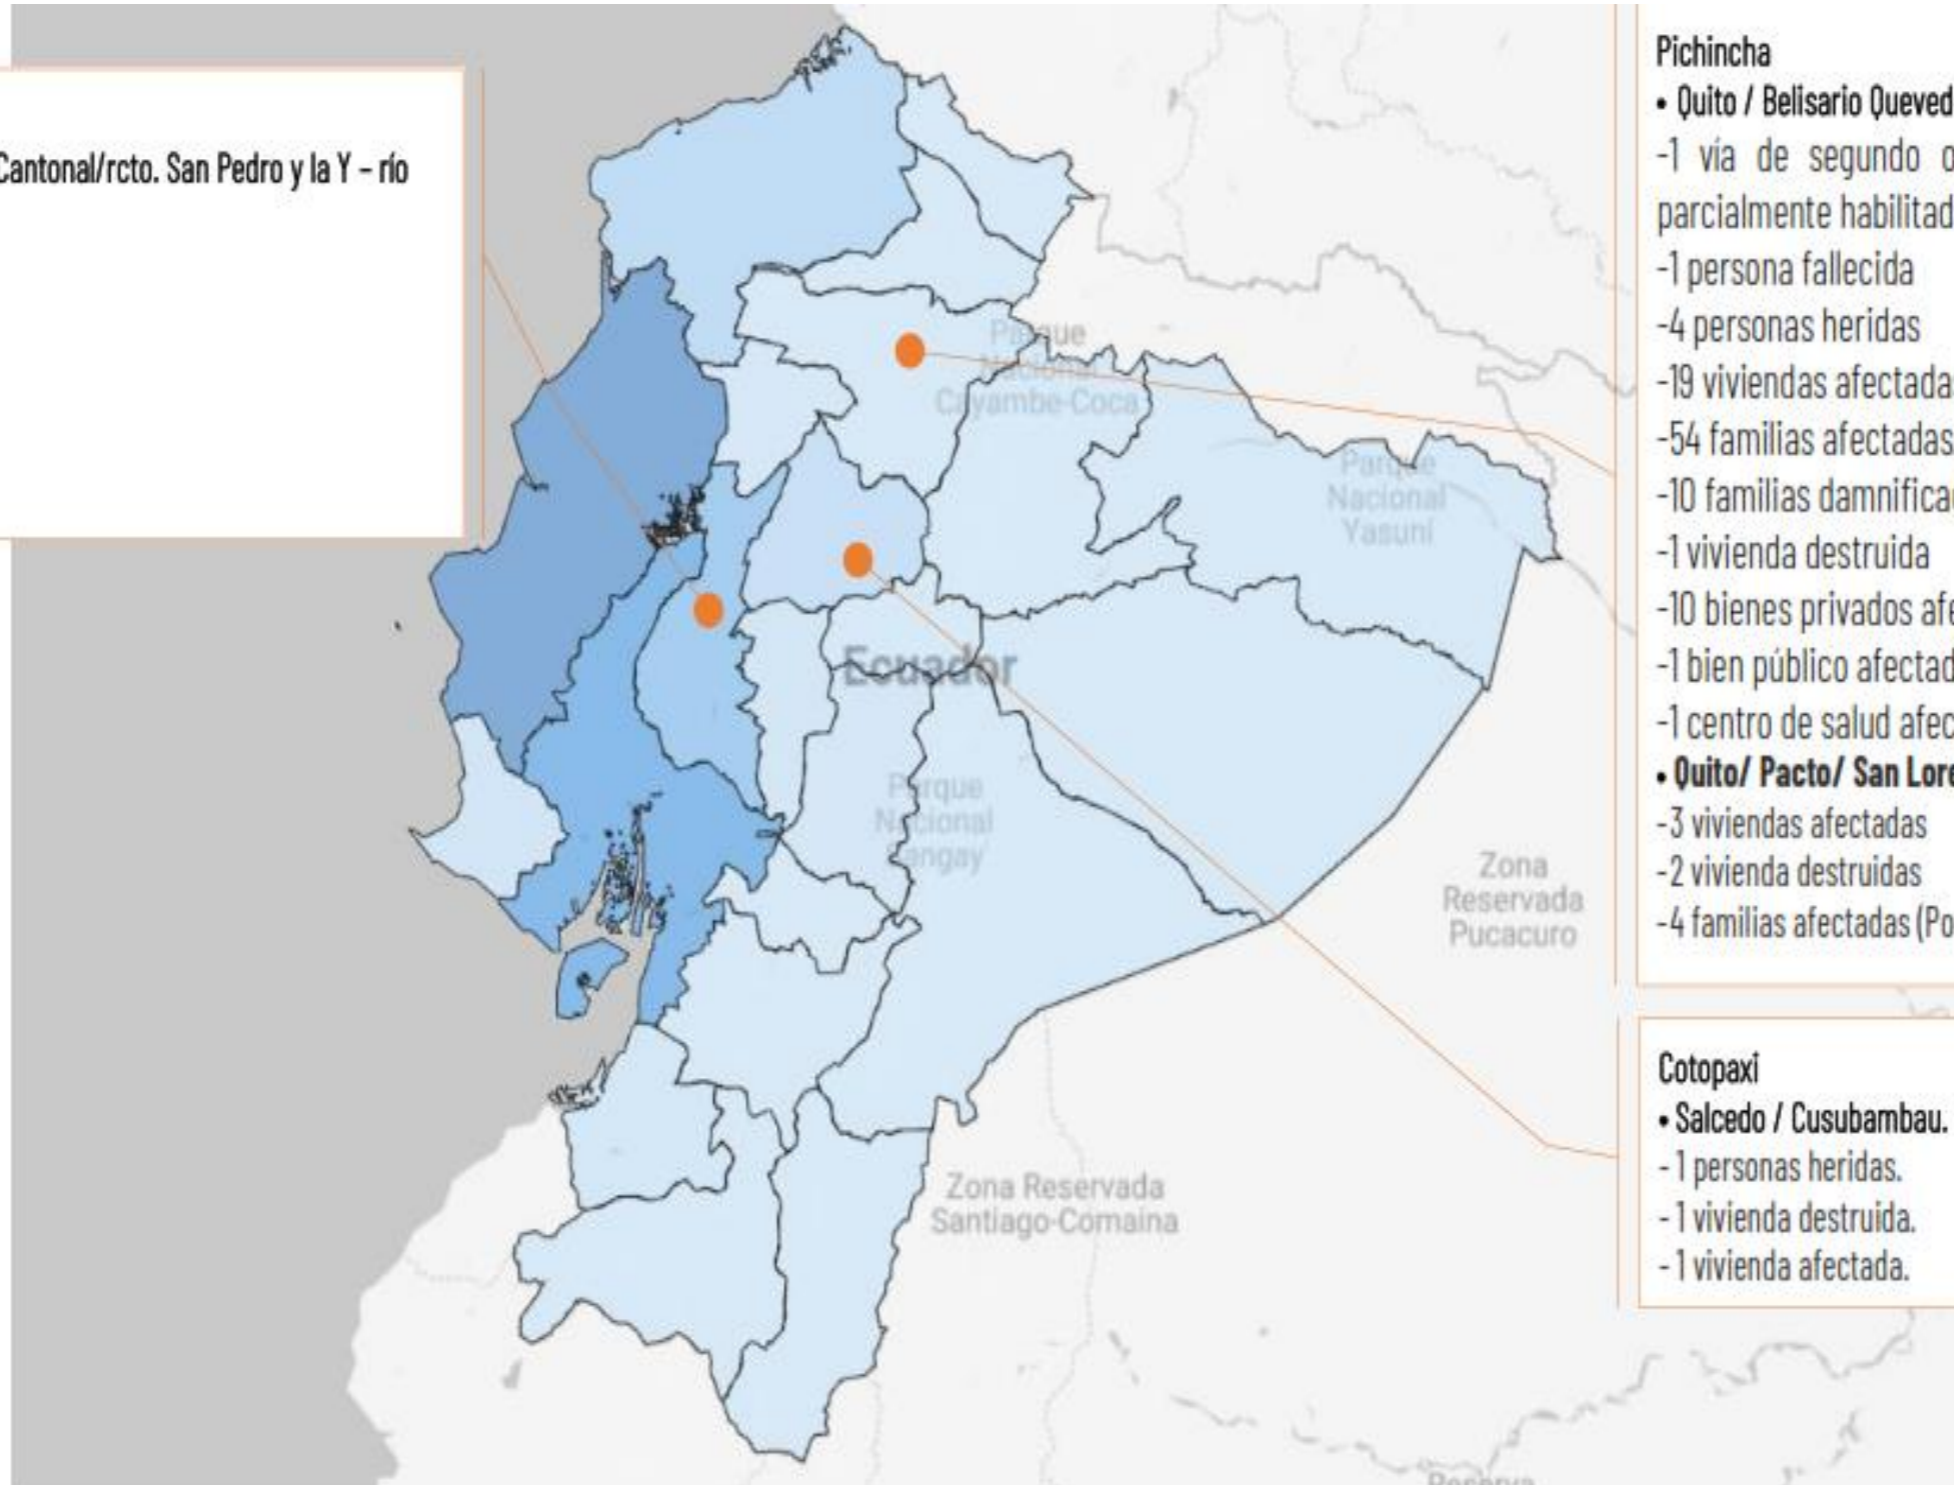 Cantonal/rcto. San Pedro y la Y – río
Parque
Nacional
Cayambe-Coca
Parque
Nacional
Yasuní
Ecuador
Parque
Nacional
Sangay
Zona
Reservada
Pucacuro
Zona Reservada
Santiago-Comaina
Reserva
Pichincha
• Quito / Belisario Queved
-1 vía de segundo o
parcialmente habilitad
-1 persona fallecida
-4 personas heridas
-19 viviendas afectadas
-54 familias afectadas
-10 familias damnifica
-1 vivienda destruida
-10 bienes privados afe
-1 bien público afectad
-1 centro de salud afec
• Quito/ Pacto/ San Lore
-3 viviendas afectadas
-2 vivienda destruidas
-4 familias afectadas (Po
Cotopaxi
• Salcedo / Cusubambau.
- 1 personas heridas.
- 1 vivienda destruida.
- 1 vivienda afectada.